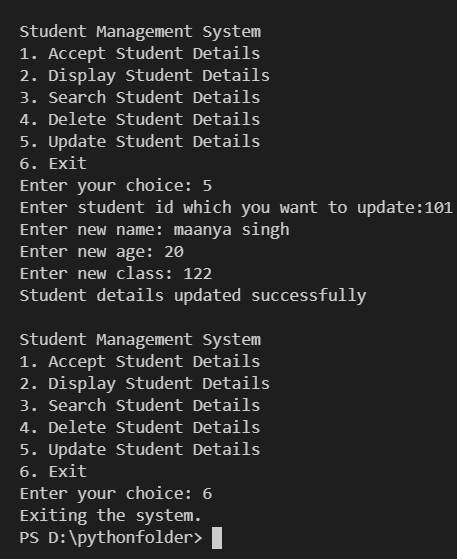 Student Management System
1. Accept Student Details
2. Display Student Details
3. Search Student Details
4. Delete Student Details
5. Update Student Details
6. Exit
Enter your choice: 5
Enter student id which you want to update:101
Enter new name: maanya singh
Enter new age: 20
Enter new class: 122
Student details updated successfully

Student Management System
1. Accept Student Details
2. Display Student Details
3. Search Student Details
4. Delete Student Details
5. Update Student Details
6. Exit
Enter your choice: 6
Exiting the system.
PS D:\pythonfolder>